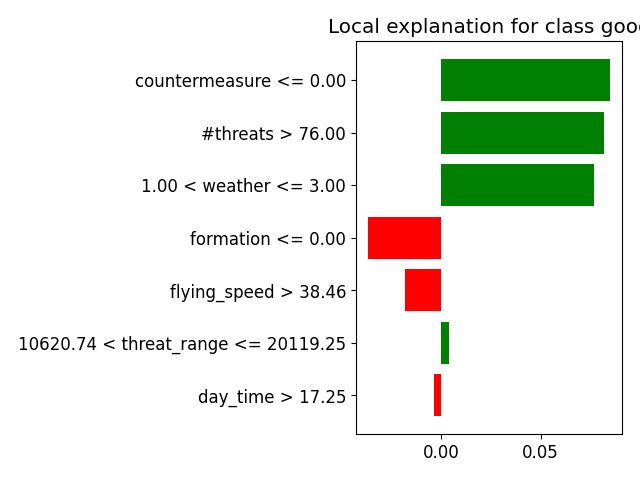 Local explanation for class good
countermeasure <= 0.00
#threats > 76.00
1.00 < weather <= 3.00
formation <= 0.00
flying_speed > 38.46
10620.74 < threat_range <= 20119.25
day_time > 17.25
0.00 0.05